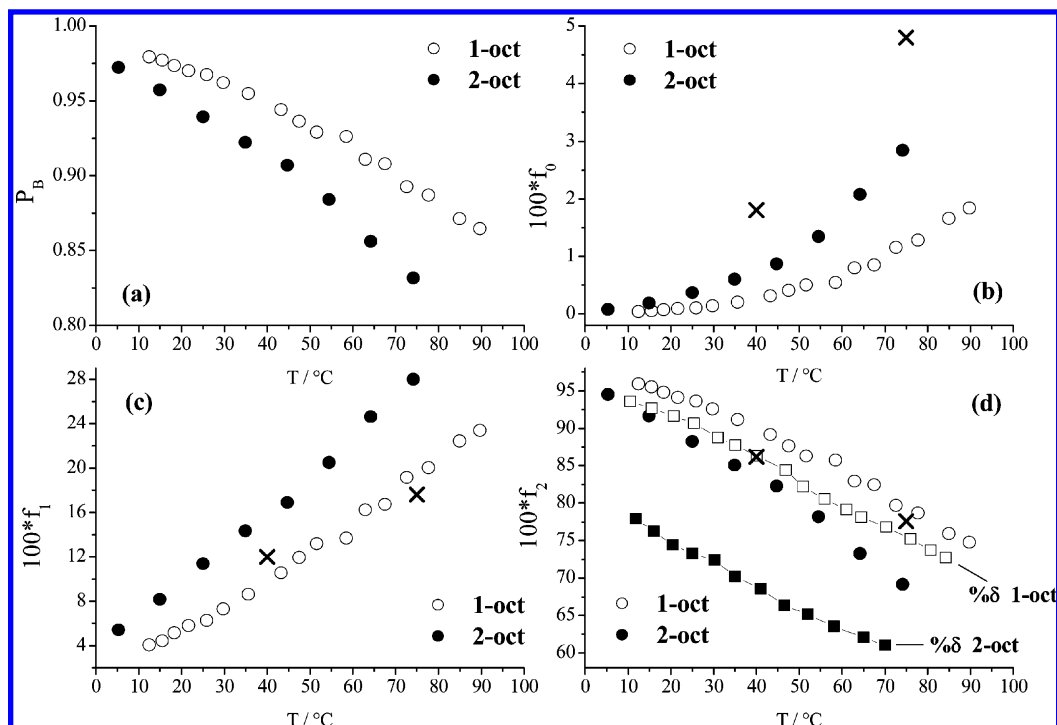 1.00
0.95
0.90
0.85
0.80
P_B
1-oct
2-oct
(a)
0 10 20 30 40 50 60 70 80 90 100
T / °C
5
4
3
2
1
0
100*f_0
1-oct
2-oct
(b)
0 10 20 30 40 50 60 70 80 90 100
T / °C
28
24
20
16
12
8
4
100*f_1
(c)
1-oct
2-oct
0 10 20 30 40 50 60 70 80 90 100
T / °C
95
90
85
80
75
70
65
60
100*f_2
(d)
1-oct
2-oct
%δ 1-oct
%δ 2-oct
0 10 20 30 40 50 60 70 80 90 100
T / °C